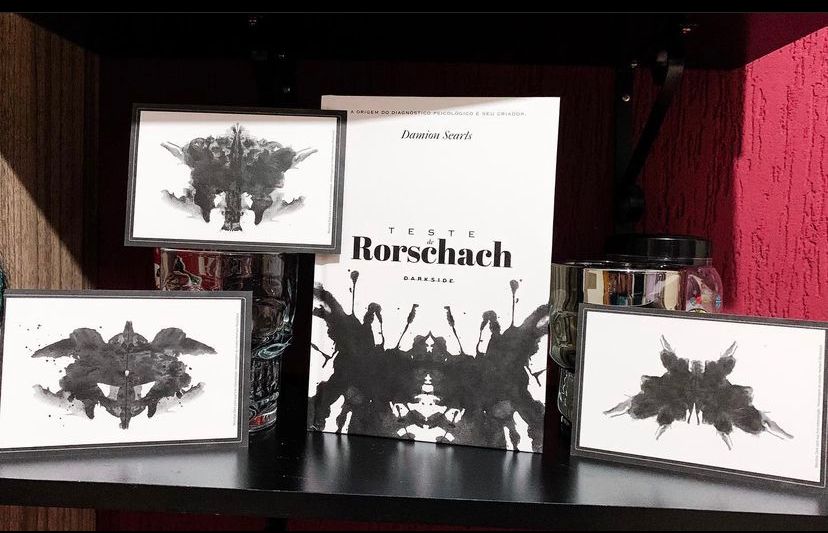 A ORIGEM DO DIAGNÓSTICO PSICOLÓGICO E SEU CRIADOR.
Damion Searls
TESTE
de
Rorschach
DARKSIDE